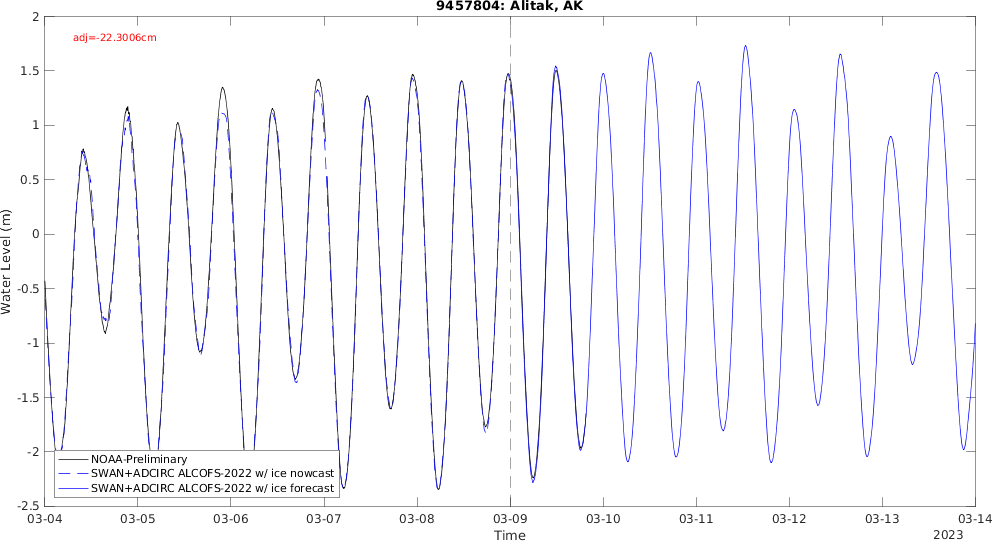 9457804: Alitak, AK
adj=-22.3006cm
2
1.5
1
0.5
0
-0.5
-1
-1.5
-2
-2.5
Water Level (m)
NOAA-Preliminary
SWAN+ADCIRC ALCOFS-2022 w/ ice nowcast
SWAN+ADCIRC ALCOFS-2022 w/ ice forecast
03-04 03-05 03-06 03-07 03-08 03-09 03-10 03-11 03-12 03-13 03-14
Time
2023